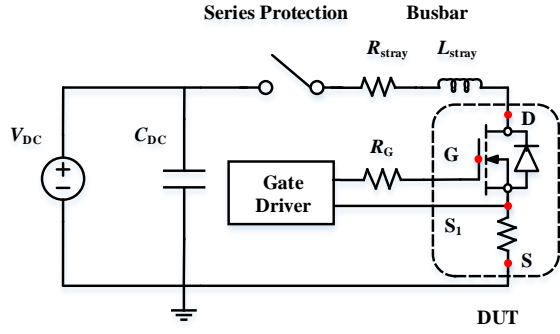 Series Protection
Busbar
Rstray
Lstray
D
VDC
CDC
RG
G
Gate
Driver
S1
S
DUT